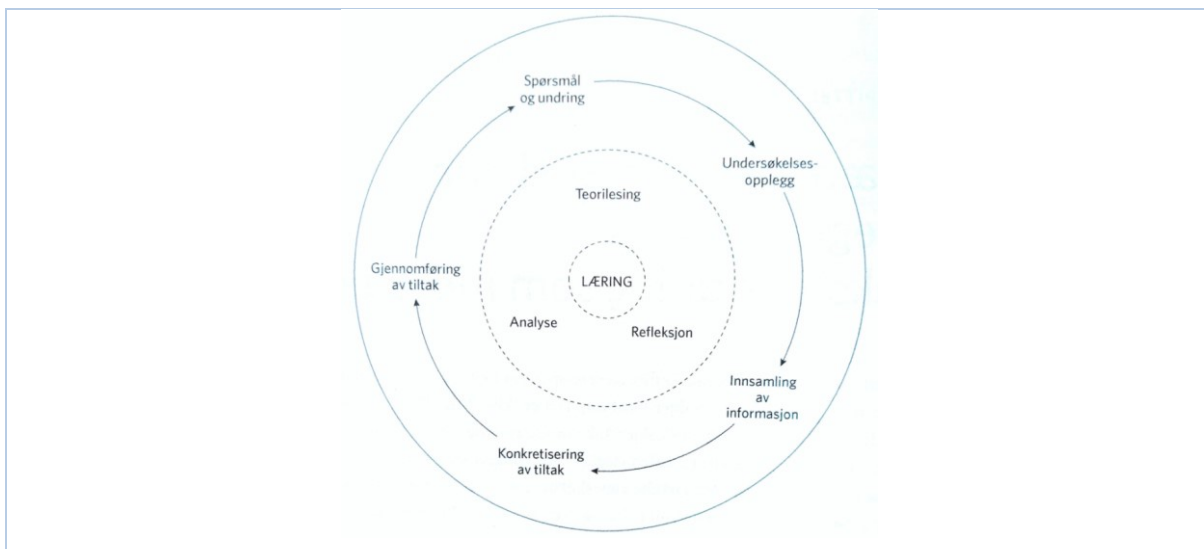 Spørsmål
og undring
Undersøkelses-
opplegg
Teorilesing
Gjennomføring
av tiltak
LÆRING
Analyse
Refleksjon
Innsamling
av
informasjon
Konkretisering
av tiltak